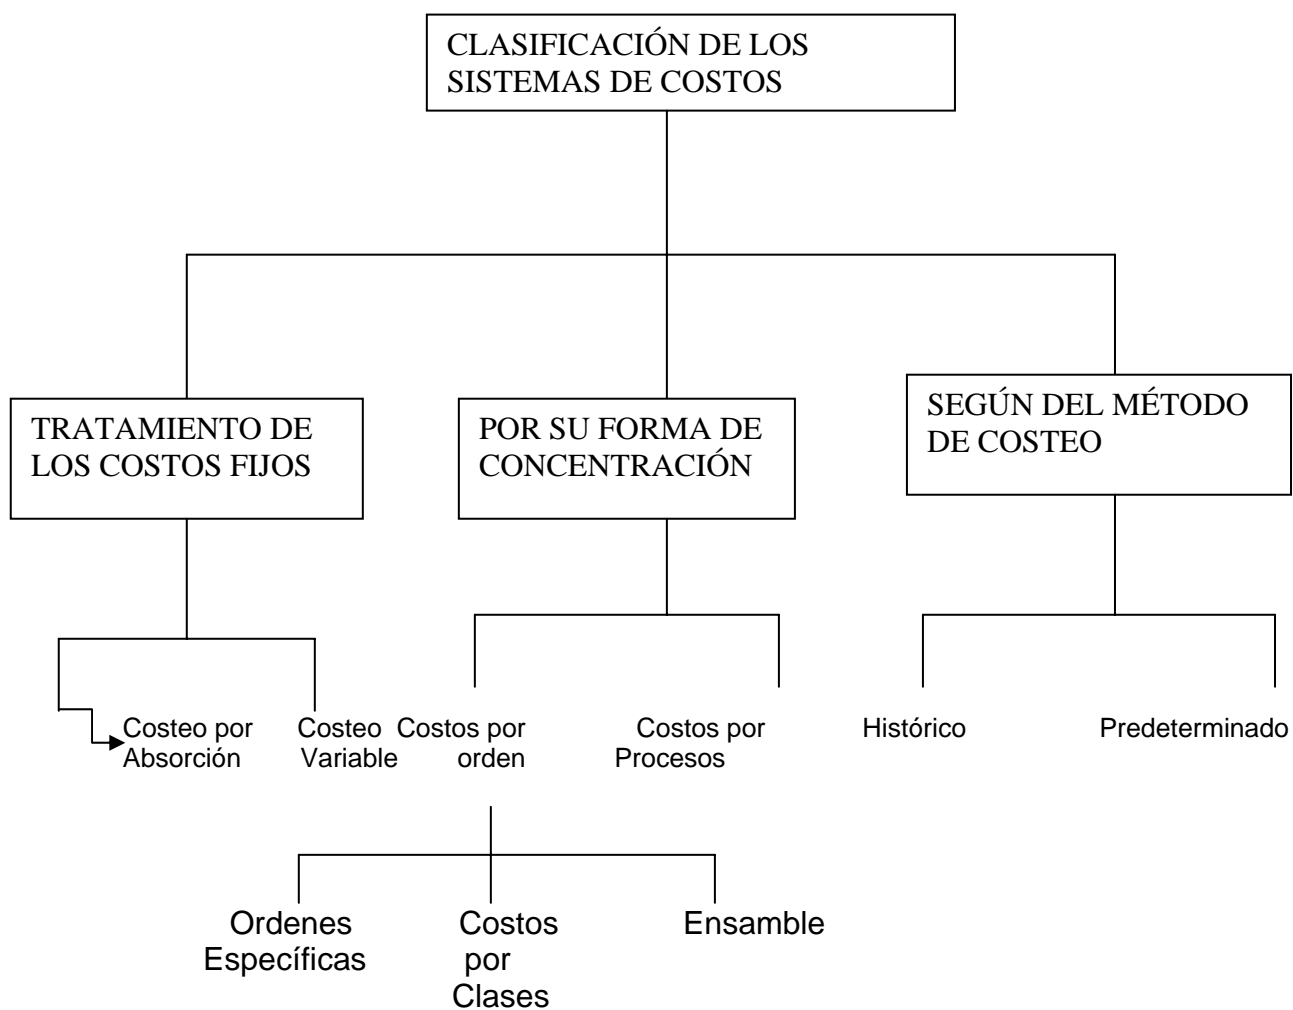 CLASIFICACIÓN DE LOS
SISTEMAS DE COSTOS
TRATAMIENTO DE
LOS COSTOS FIJOS
POR SU FORMA DE
CONCENTRACIÓN
SEGÚN DEL MÉTODO
DE COSTEO
Costeo por
Absorción
Costeo
Variable
Costos por
orden
Costos por
Procesos
Histórico
Predeterminado
Ordenes
Específicas
Costos
por
Clases
Ensamble